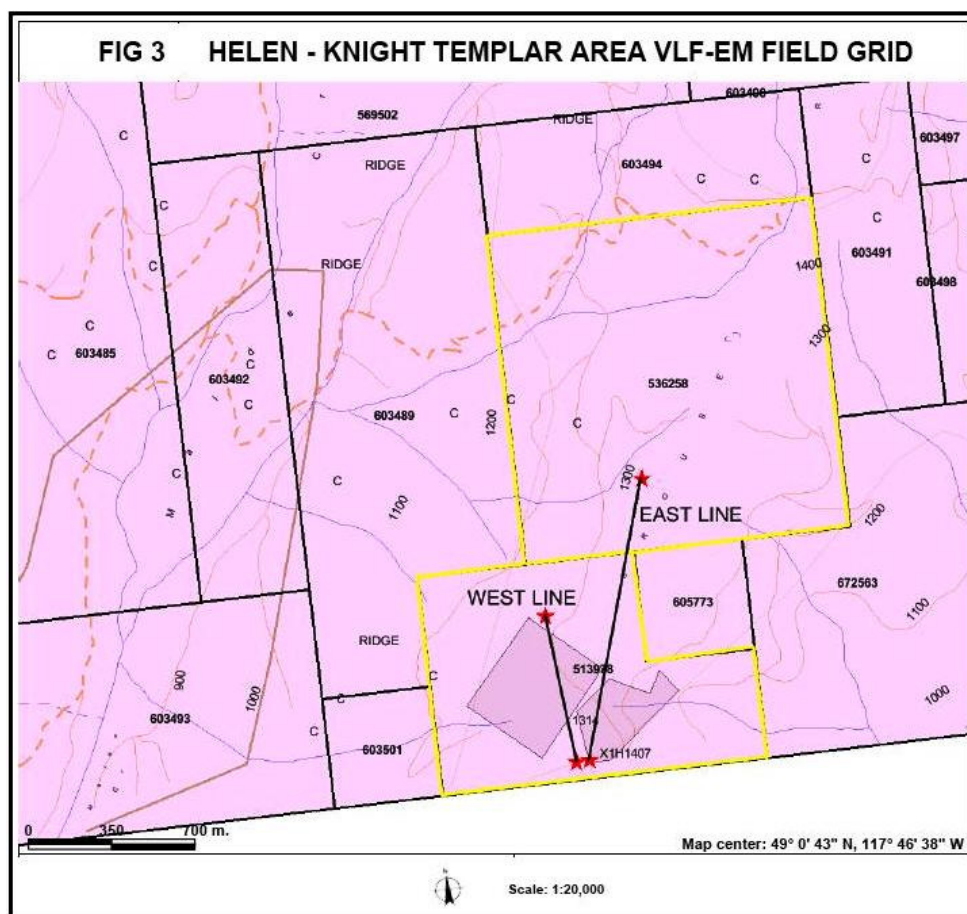 FIG 3 HELEN - KNIGHT TEMPLAR AREA VLF-EM FIELD GRID
569502
RIDGE
C
C
603494
603497
C
RIDGE
C
C
C
C
603491
C
RIDGE
1400
603498
C
603485
C
C
603492
C
603489
C
1200
C
C
536258
1300
C
M
C
1100
1300
EAST LINE
1200
WEST LINE
605773
672563
1100
RIDGE
513988
C
C
900
1000
603493
C
603501
1314
X1H1407
1000
0 350 700 m.
Map center: 49° 0' 43" N, 117° 46' 38" W
N
Scale: 1:20,000